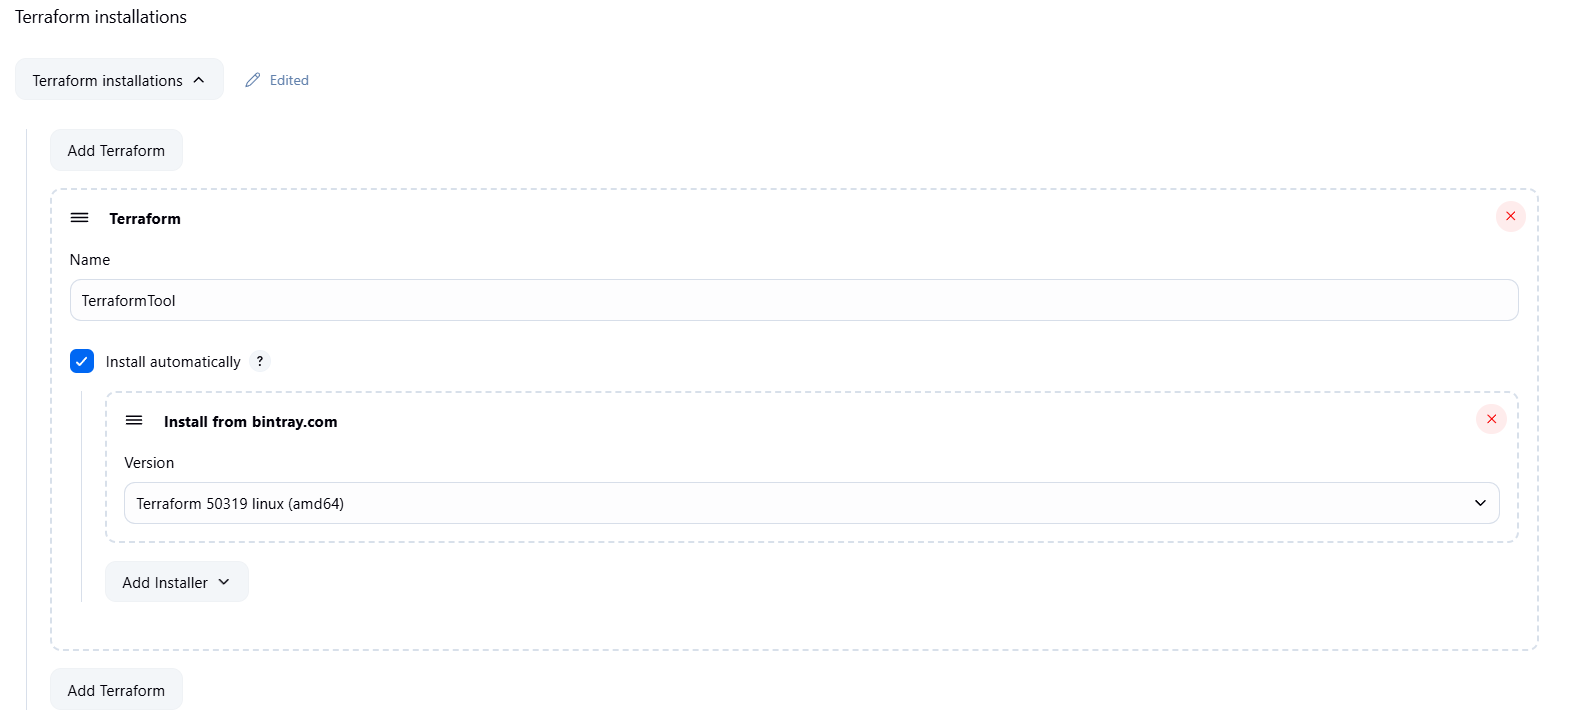 Terraform installations
Terraform installations
Edited
Add Terraform
Terraform
Name
TerraformTool
Install automatically ?
Install from bintray.com
Version
Terraform 50319 linux (amd64)
Add Installer
Add Terraform